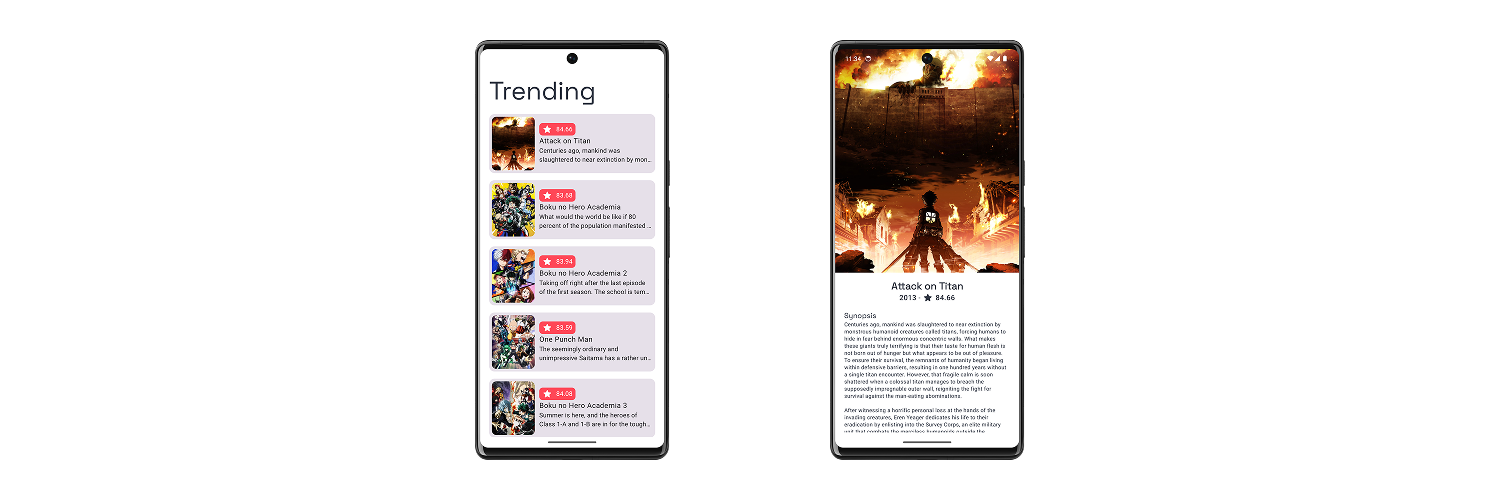 Trending
84.66
Attack on Titan
Centuries ago, mankind was
slaughtered to near extinction by mon...
83.68
Boku no Hero Academia
What would the world be like if 80
percent of the population manifested ...
83.94
Boku no Hero Academia 2
Taking off right after the last episode
of the first season. The school is tem...
83.59
One Punch Man
The seemingly ordinary and
unimpressive Saitama has a rather un...
84.08
Boku no Hero Academia 3
Summer is here, and the heroes of
Class 1-A and 1-B are in for the tough...
11:34
Attack on Titan
2013 · ★ 84.66
Synopsis
Centuries ago, mankind was slaughtered to near extinction by
monstrous humanoid creatures called titans, forcing humans to
hide in fear behind enormous concentric walls. What makes
these giants truly terrifying is that their taste for human flesh is
not born out of hunger but what appears to be out of pleasure.
To ensure their survival, the remnants of humanity began living
within defensive barriers, resulting in one hundred years without
a single titan encounter. However, that fragile calm is soon
shattered when a colossal titan manages to breach the
supposedly impregnable outer wall, reigniting the fight for
survival against the man-eating abominations.
After witnessing a horrific personal loss at the hands of the
invading creatures, Eren Yeager dedicates his life to their
eradication by enlisting into the Survey Corps, an elite military
unit that combats the merciless humanoids outside the